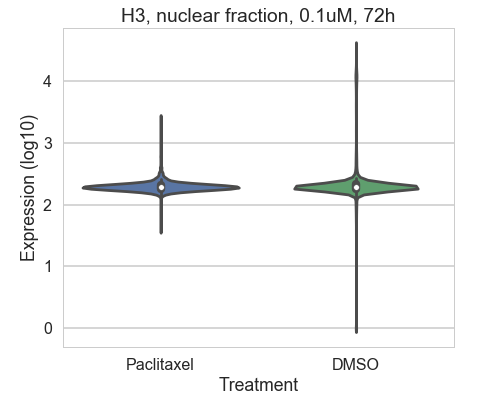 H3, nuclear fraction, 0.1uM, 72h
Expression (log10)
4
3
2
1
0
Paclitaxel
DMSO
Treatment